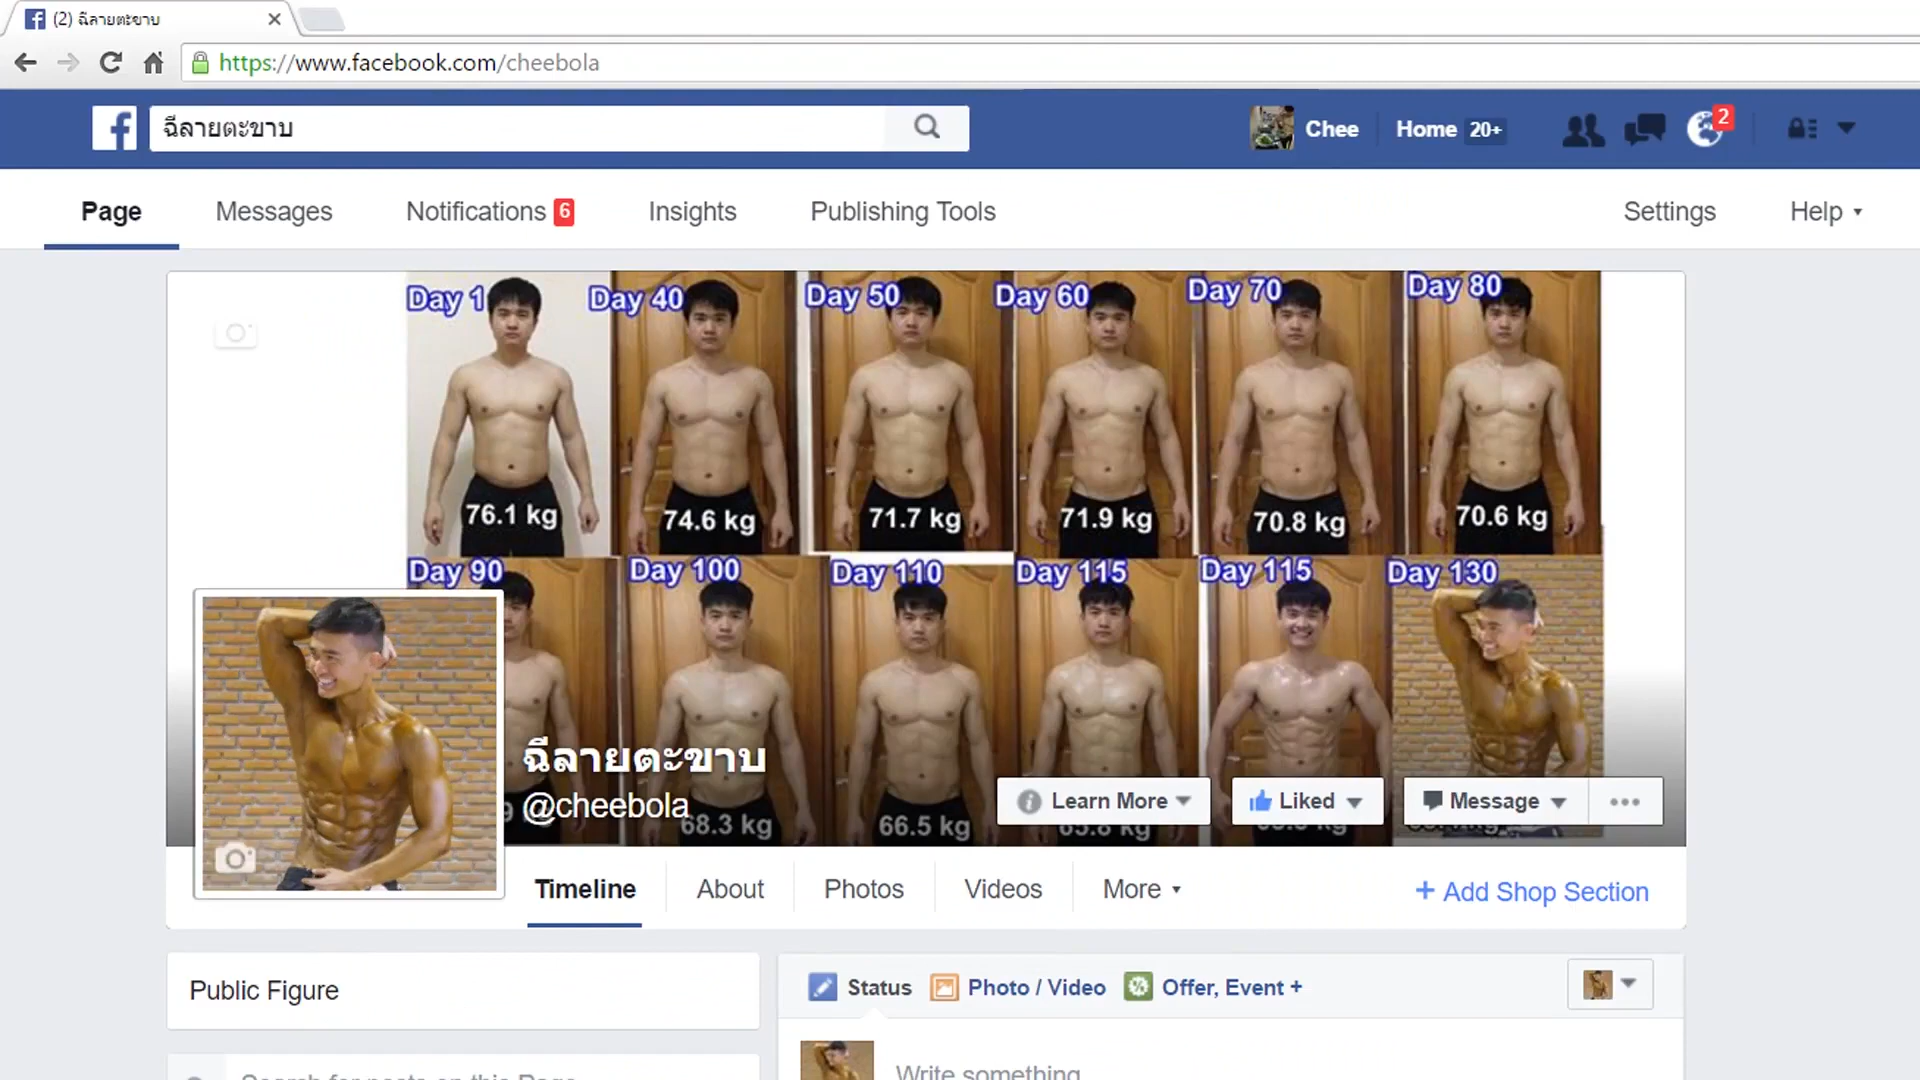 (2) ฉีลายตะขาบ
https://www.facebook.com/cheebola
ฉีลายตะขาบ
Chee
Home 20+
2
Page
Messages
Notifications 6
Insights
Publishing Tools
Settings
Help
Day 1
Day 40
Day 50
Day 60
Day 70
Day 80
76.1 kg
74.6 kg
71.7 kg
71.9 kg
70.8 kg
70.6 kg
Day 90
Day 100
Day 110
Day 115
Day 115
Day 130
ฉีลายตะขาบ
@cheebola
68.3 kg
66.5 kg
Learn More
Liked
Message
Timeline
About
Photos
Videos
More
+ Add Shop Section
Public Figure
Status
Photo / Video
Offer, Event +
Search for posts on this Page
Write something